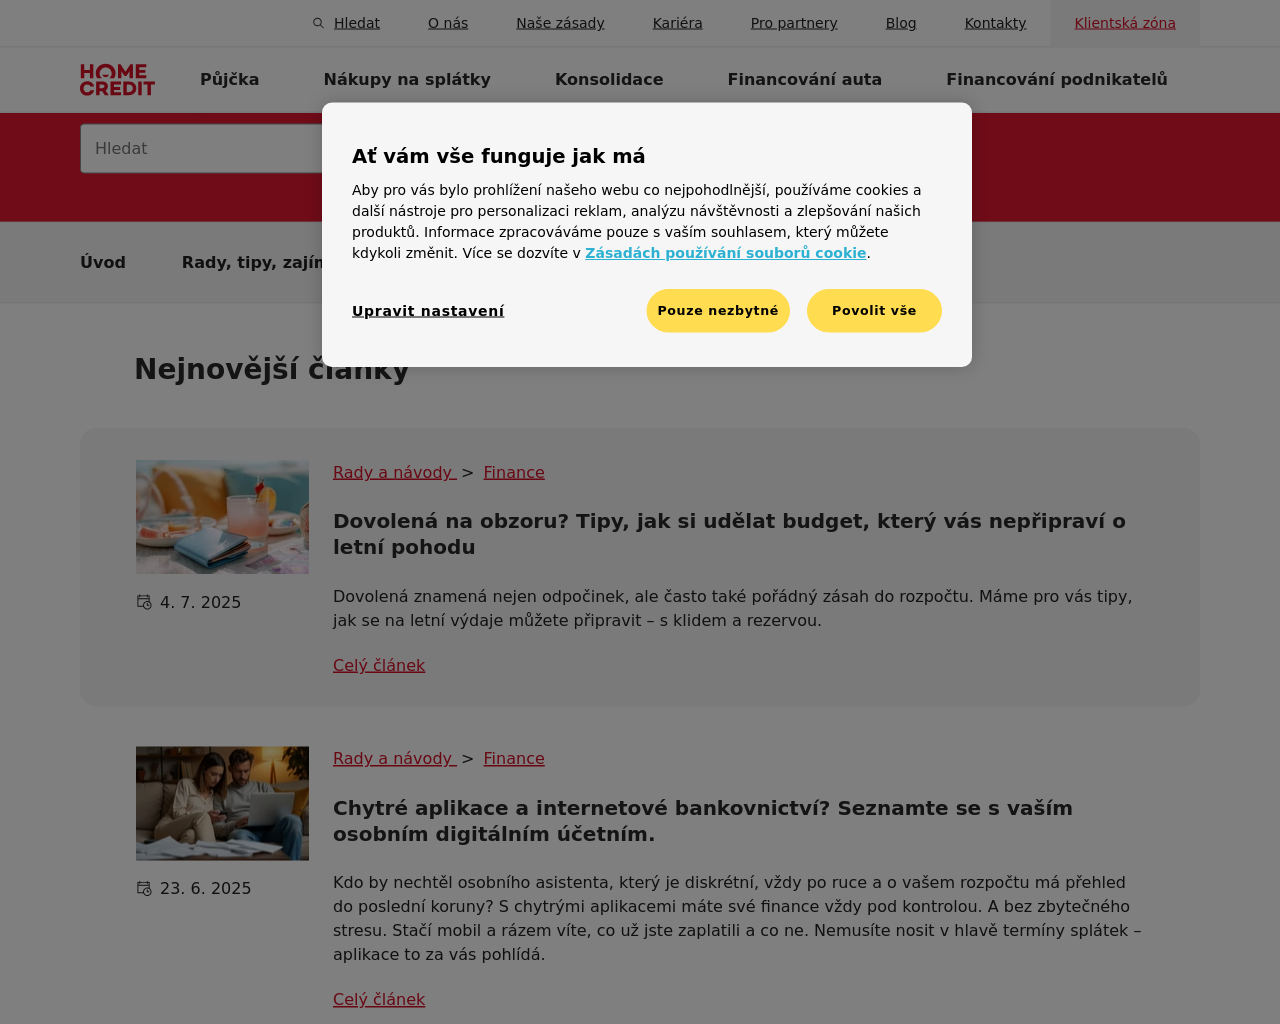 Hledat
O nás
Naše zásady
Kariéra
Pro partnery
Blog
Kontakty
Klientská zóna
HOME CREDIT
Půjčka
Nákupy na splátky
Konsolidace
Financování auta
Financování podnikatelů
Hledat
Ať vám vše funguje jak má
Aby pro vás bylo prohlížení našeho webu co nejpohodlnější, používáme cookies a
další nástroje pro personalizaci reklam, analýzu návštěvnosti a zlepšování našich
produktů. Informace zpracováváme pouze s vaším souhlasem, který můžete
kdykoli změnit. Více se dozvíte v Zásadách používání souborů cookie.
Upravit nastavení
Pouze nezbytné
Povolit vše
Úvod
Rady, tipy,
Nejnovější články
Rady a návody > Finance
Dovolená na obzoru? Tipy, jak si udělat budget, který vás nepřipraví o
letní pohodu
4. 7. 2025
Dovolená znamená nejen odpočinek, ale často také pořádný zásah do rozpočtu. Máme pro vás tipy,
jak se na letní výdaje můžete připravit – s klidem a rezervou.
Celý článek
Rady a návody > Finance
Chytré aplikace a internetové bankovnictví? Seznamte se s vaším
osobním digitálním účetním.
23. 6. 2025
Kdo by nechtěl osobního asistenta, který je diskrétní, vždy po ruce a o vašem rozpočtu má přehled
do poslední koruny? S chytrými aplikacemi máte své finance vždy pod kontrolou. A bez zbytečného
stresu. Stačí mobil a rázem víte, co už jste zaplatili a co ne. Nemusíte nosit v hlavě termíny splátek –
aplikace to za vás pohlídá.
Celý článek